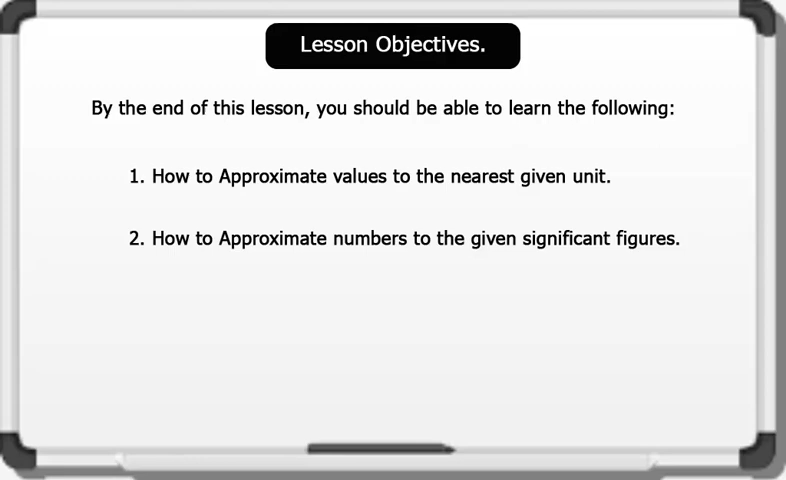 Lesson Objectives.
By the end of this lesson, you should be able to learn the following:
1. How to Approximate values to the nearest given unit.
2. How to Approximate numbers to the given significant figures.